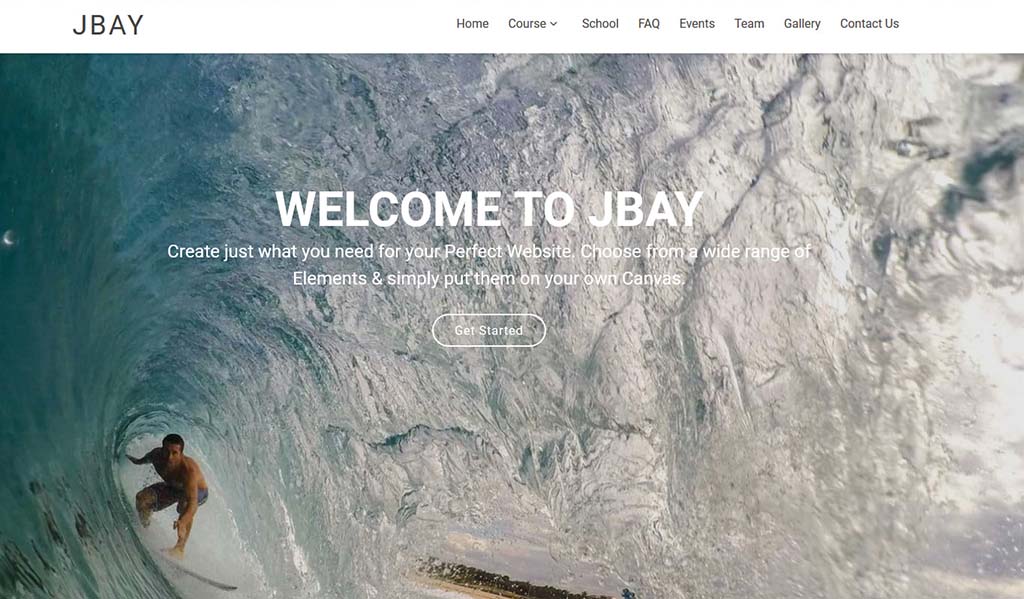 JBAY
Home Course School FAQ Events Team Gallery Contact Us
WELCOME TO JBAY
Create just what you need for your Perfect Website. Choose from a wide range of
Elements & simply put them on your own Canvas.
Get Started